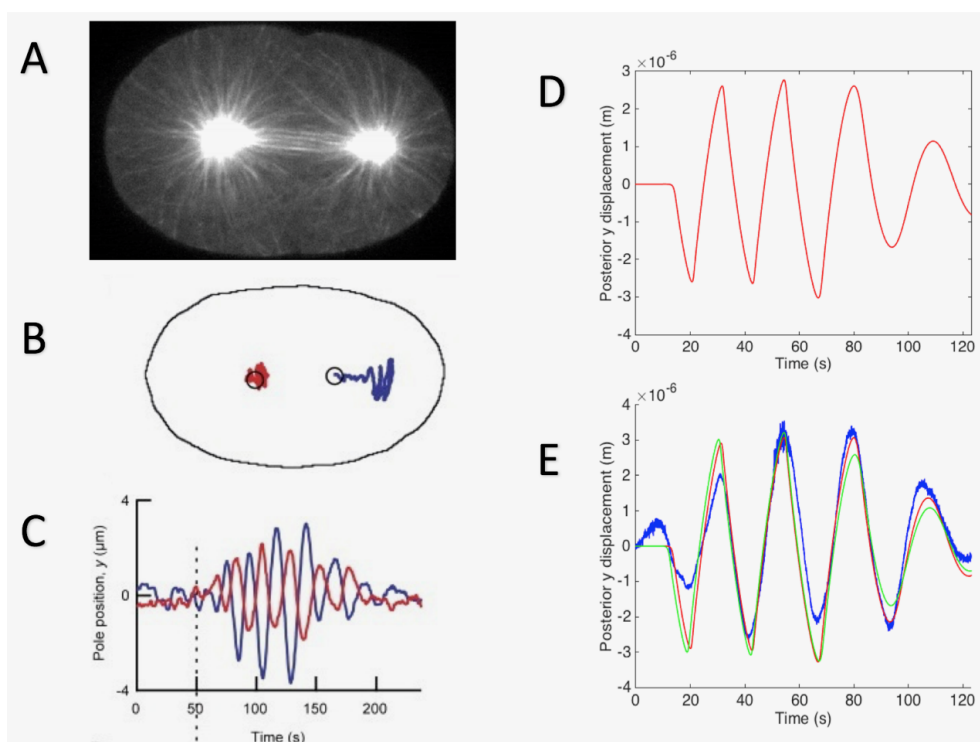 A
B
C
4
0
-4
Pole position, y (µm)
0 50 100 150 200
Time (s)
D
×10-6
3
2
1
0
-1
-2
-3
-4
Posterior y displacement (m)
0 20 40 60 80 100 120
Time (s)
E
×10-6
4
3
2
1
0
-1
-2
-3
-4
Posterior y displacement (m)
0 20 40 60 80 100 120
Time (s)